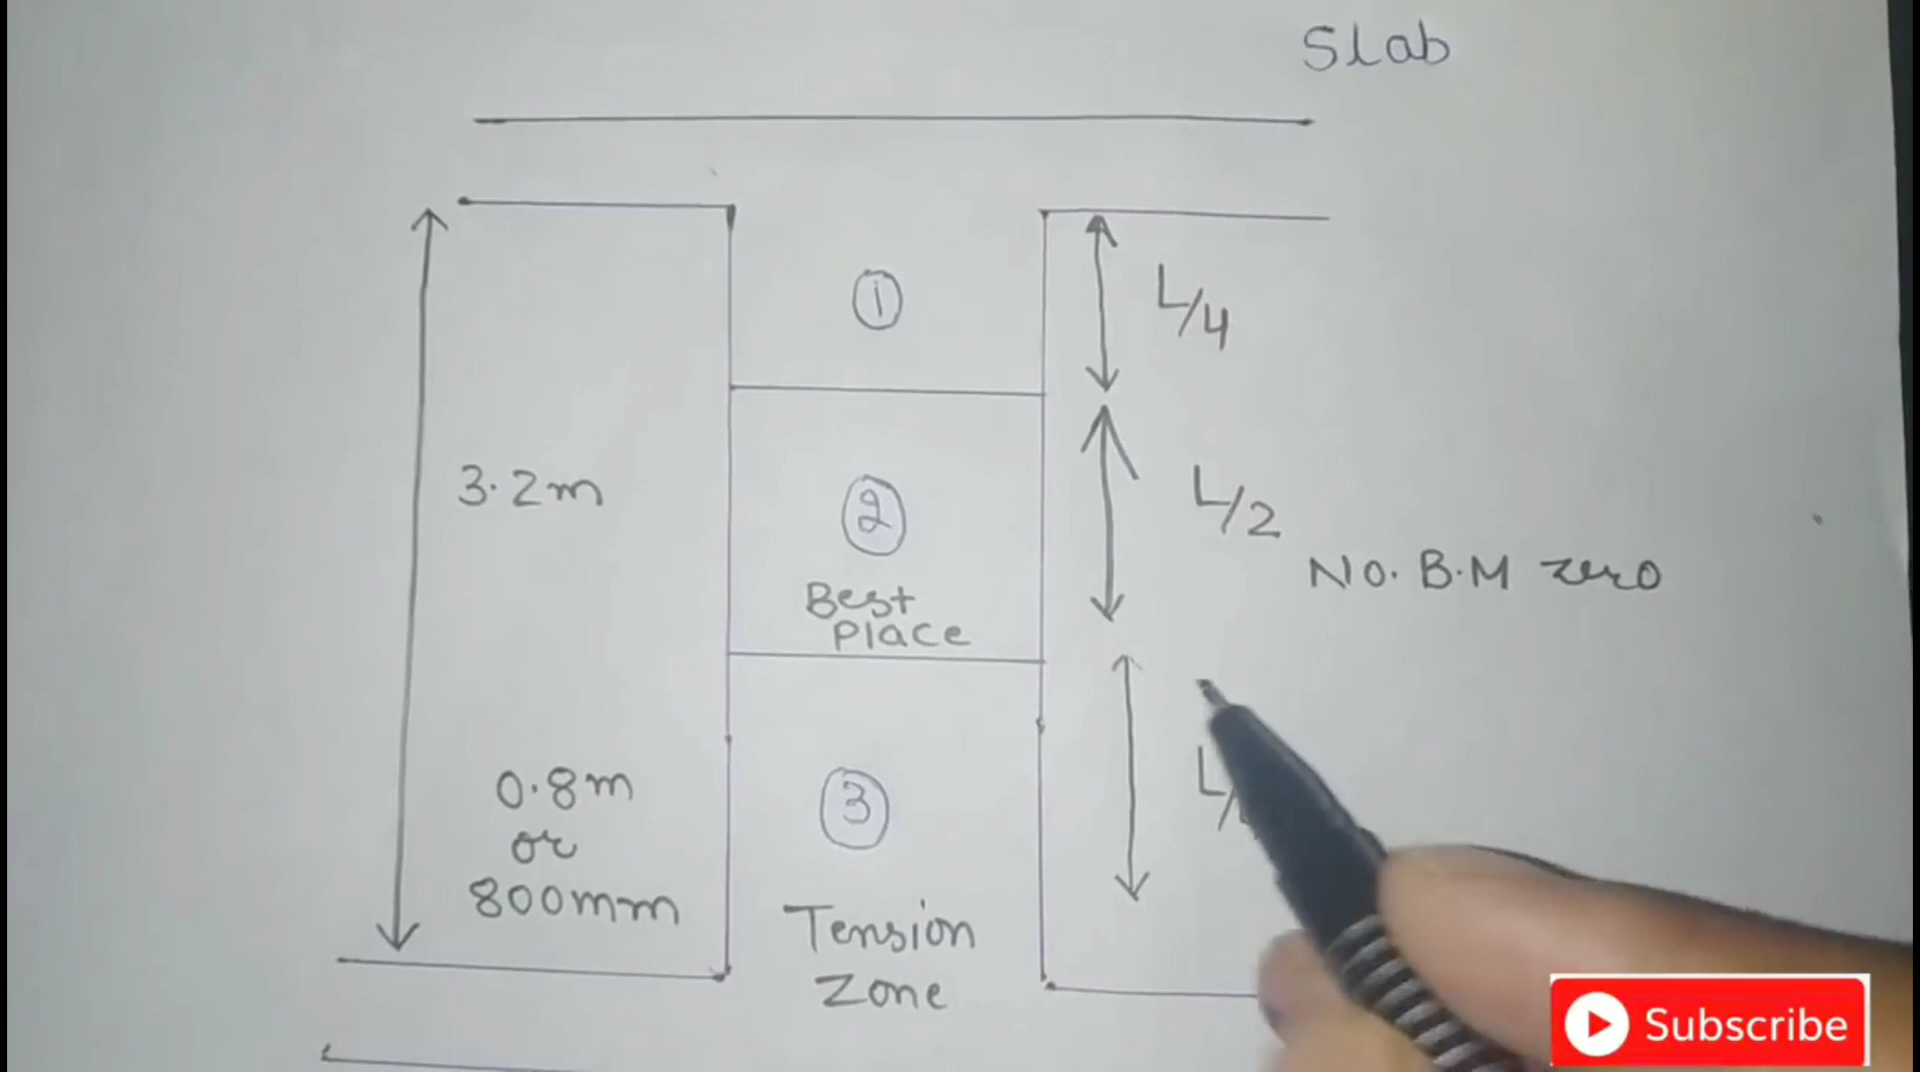 Slab
1
L/4
3.2m
2
L/2
No. B.M zero
Best
Place
0.8m
or
800mm
3
Tension
Zone
Subscribe